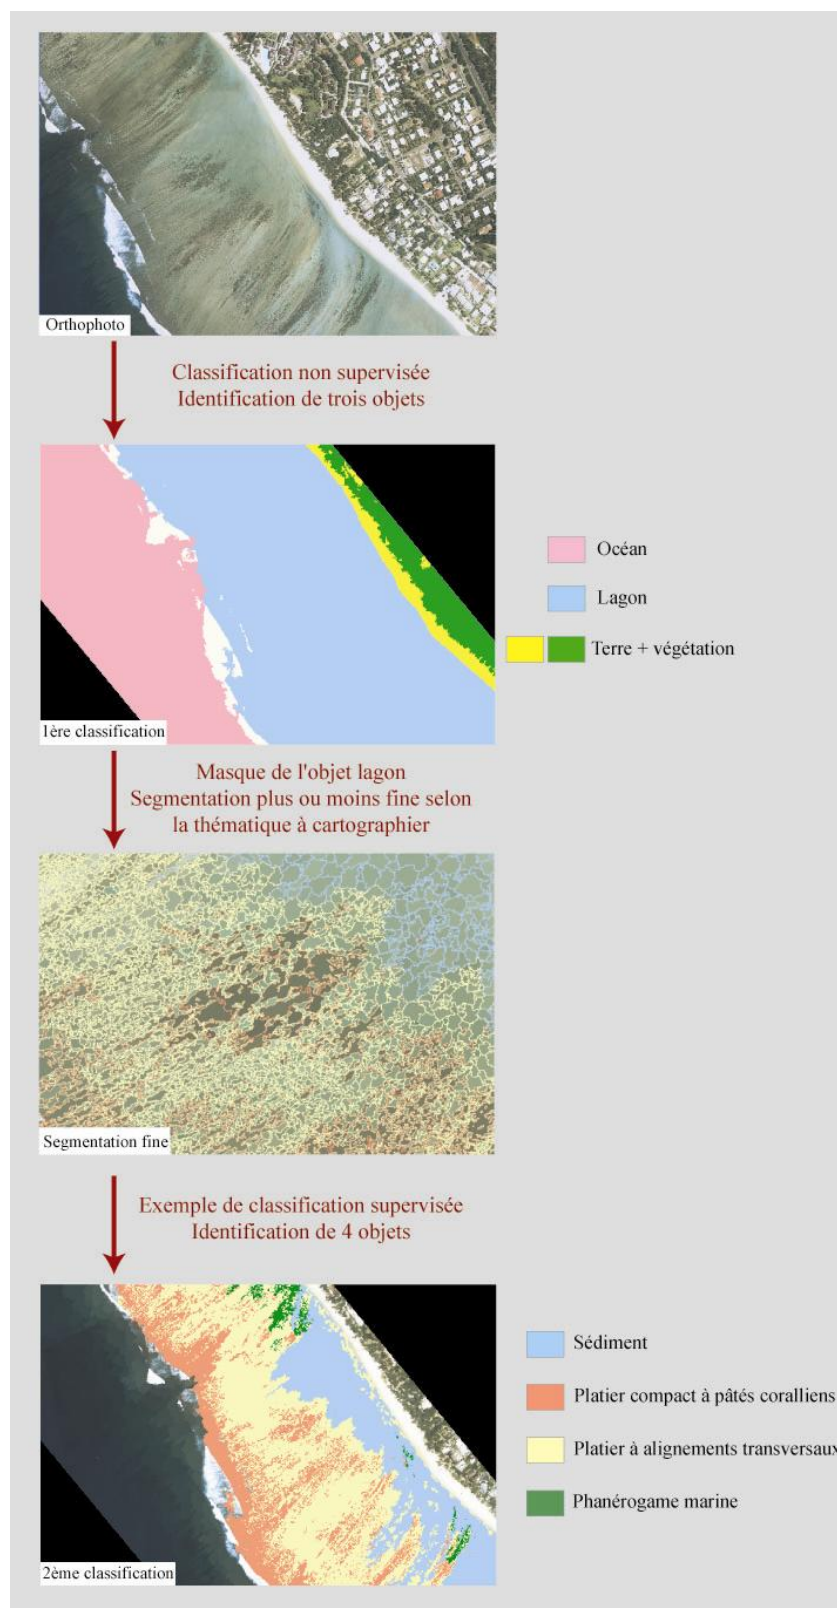 Orthophoto
Classification non supervisée
Identification de trois objets
Océan
Lagon
Terre + végétation
1ère classification
Masque de l'objet lagon
Segmentation plus ou moins fine selon
la thématique à cartographier
Segmentation fine
Exemple de classification supervisée
Identification de 4 objets
Sédiment
Platier compact à pâtés coralliens
Platier à alignements transversaux
Phanérogame marine
2ème classification